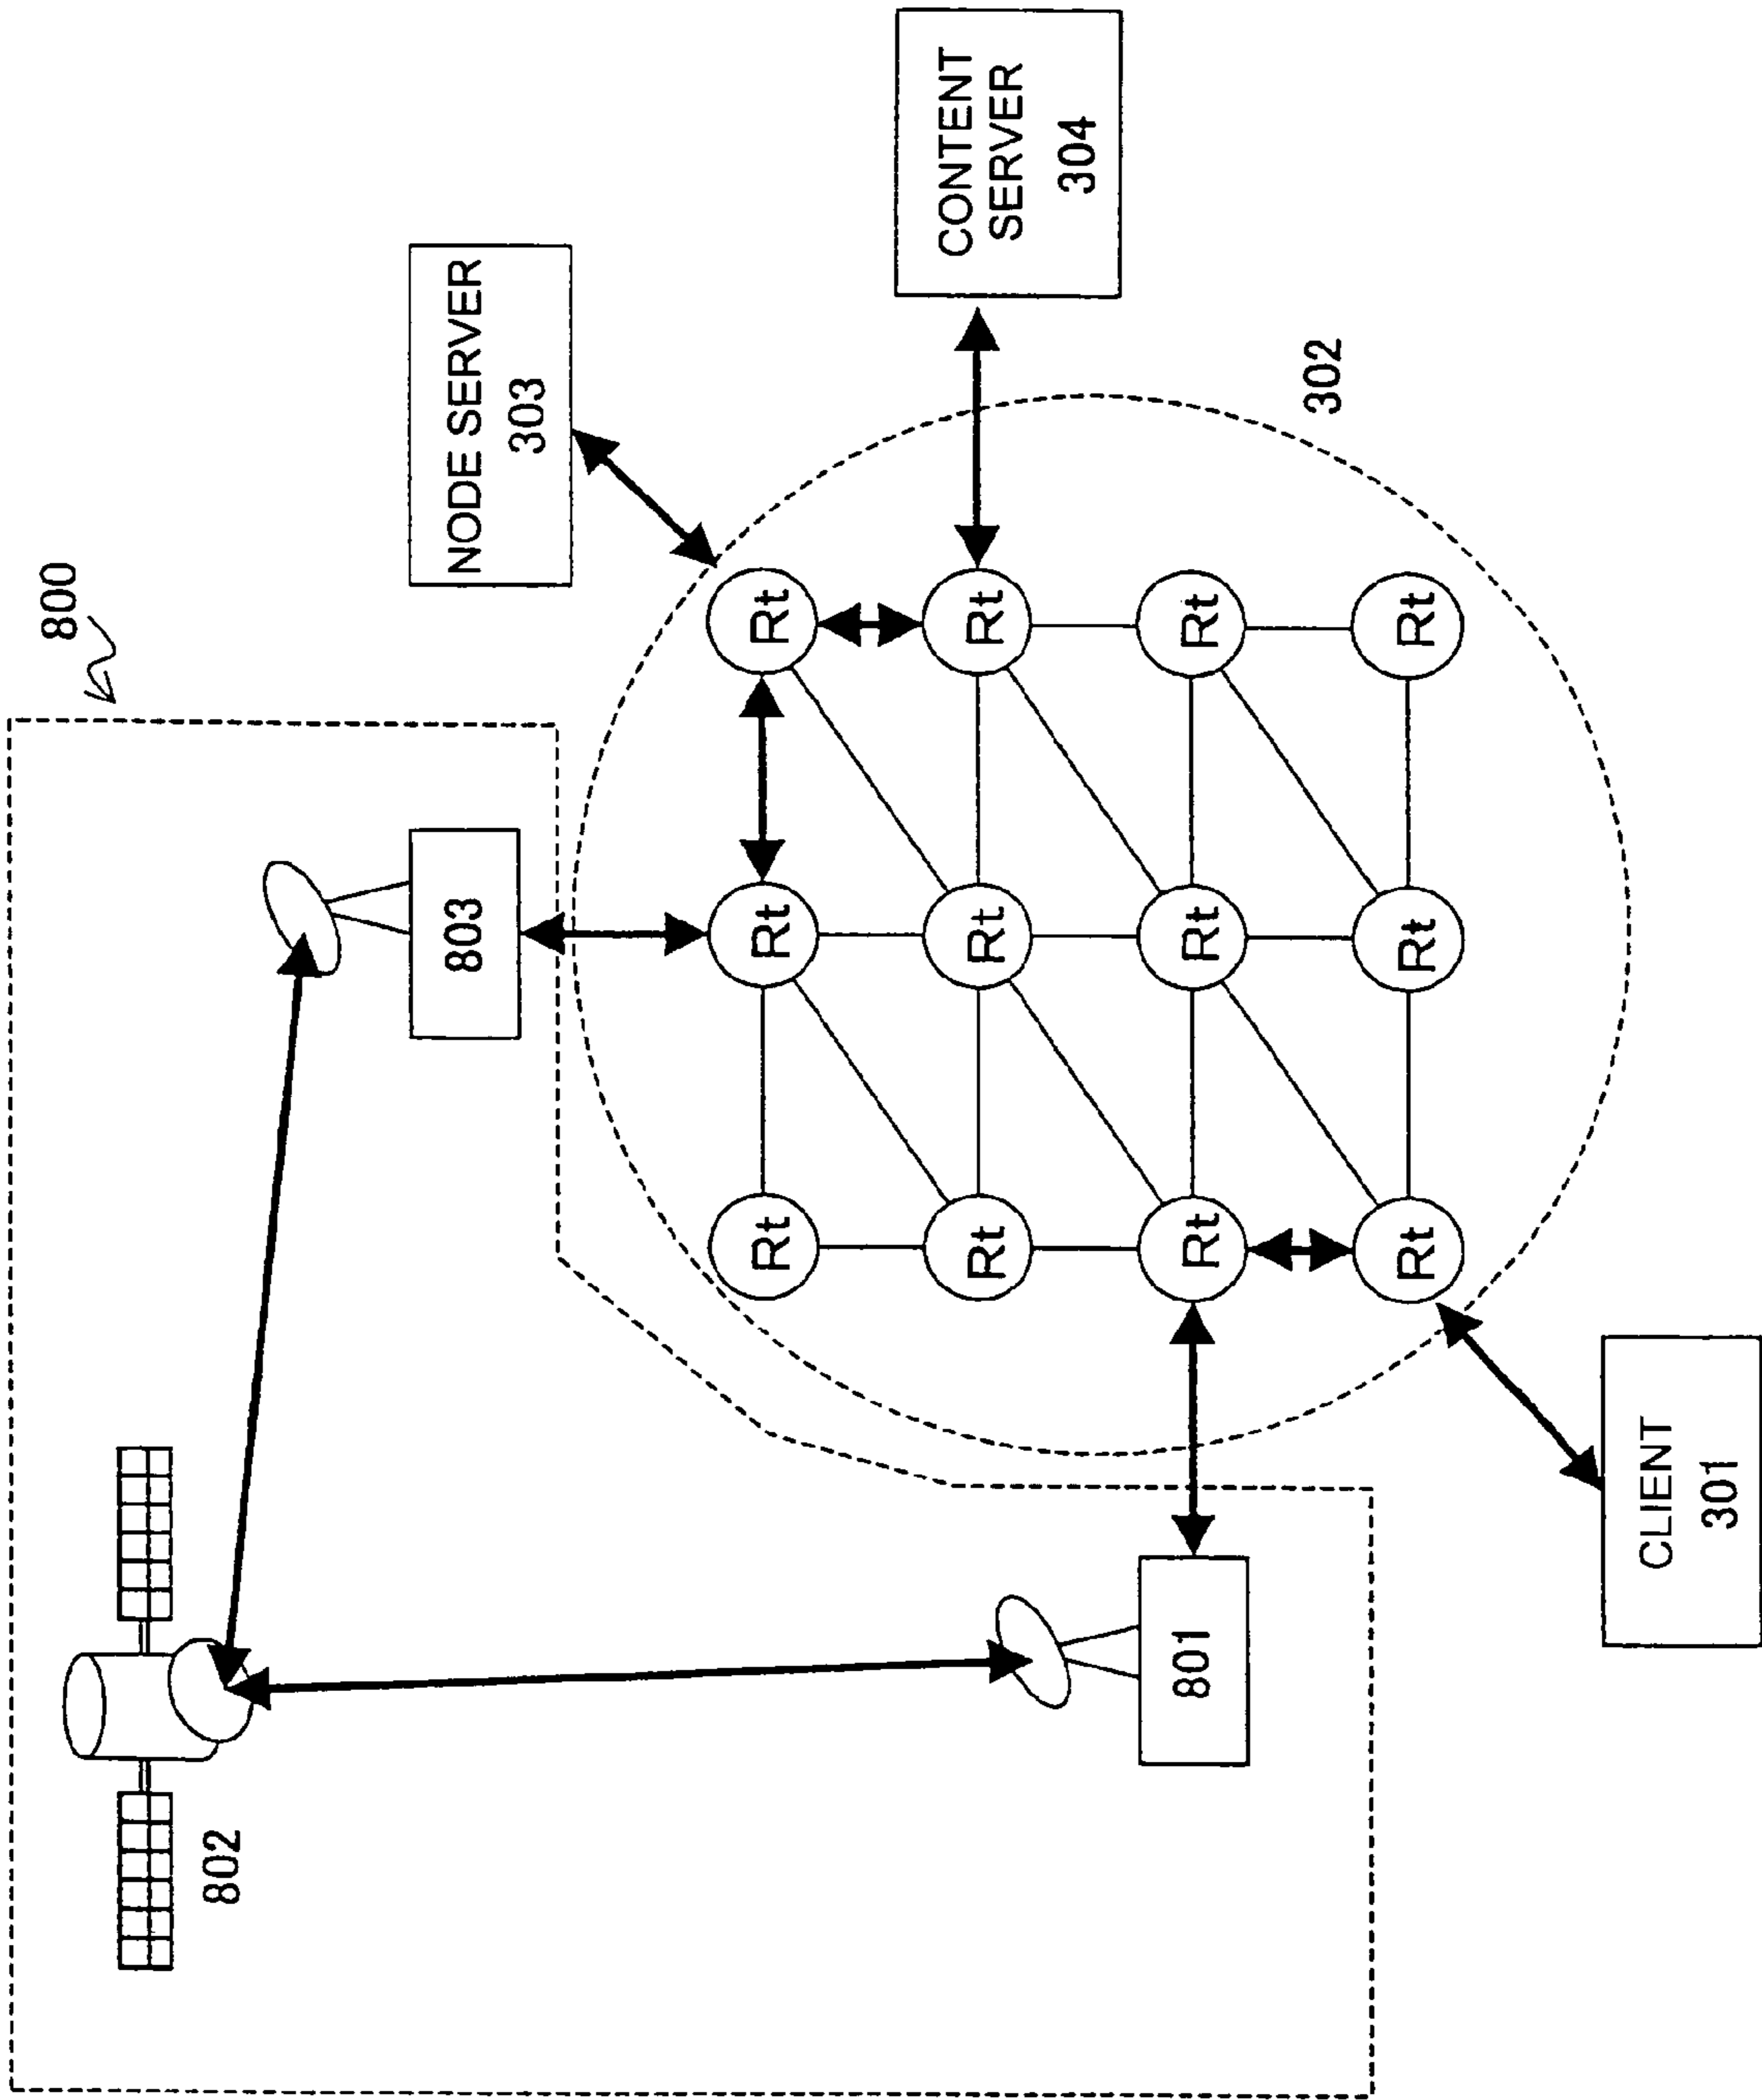 800
802
803
801
NODE SERVER
303
CONTENT
SERVER
304
302
Rt
Rt
Rt
Rt
Rt
Rt
Rt
Rt
Rt
Rt
Rt
Rt
CLIENT
301